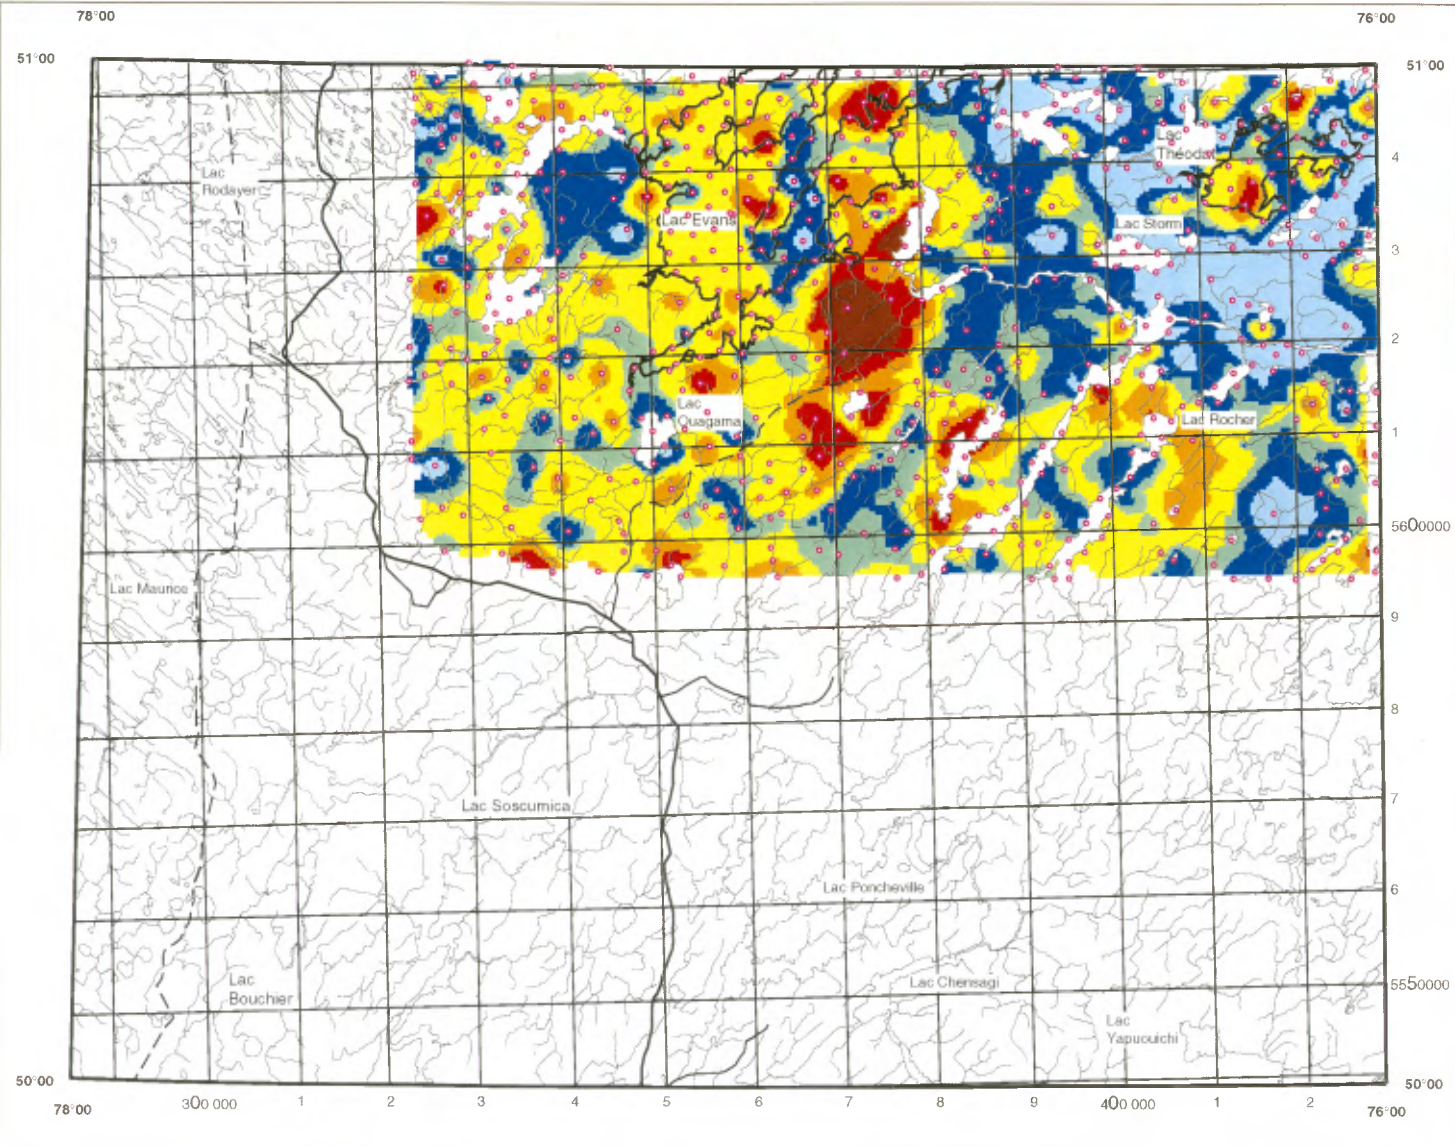 78°00
76°00
51°00
51°00
Lac
Théodat
4
Lac
Rodayer
Lac Evans
Lac Storm
3
2
Lac
Ouagama
Lac Rocher
1
5600000
Lac Maurice
9
8
Lac Soscumica
7
Lac Poncheville
6
Lac
Bouchier
Lac Chensagi
5550000
Lac
Yapuouichi
50°00
50°00
78°00
300 000
1
2
3
4
5
6
7
8
9
400 000
1
2
76°00